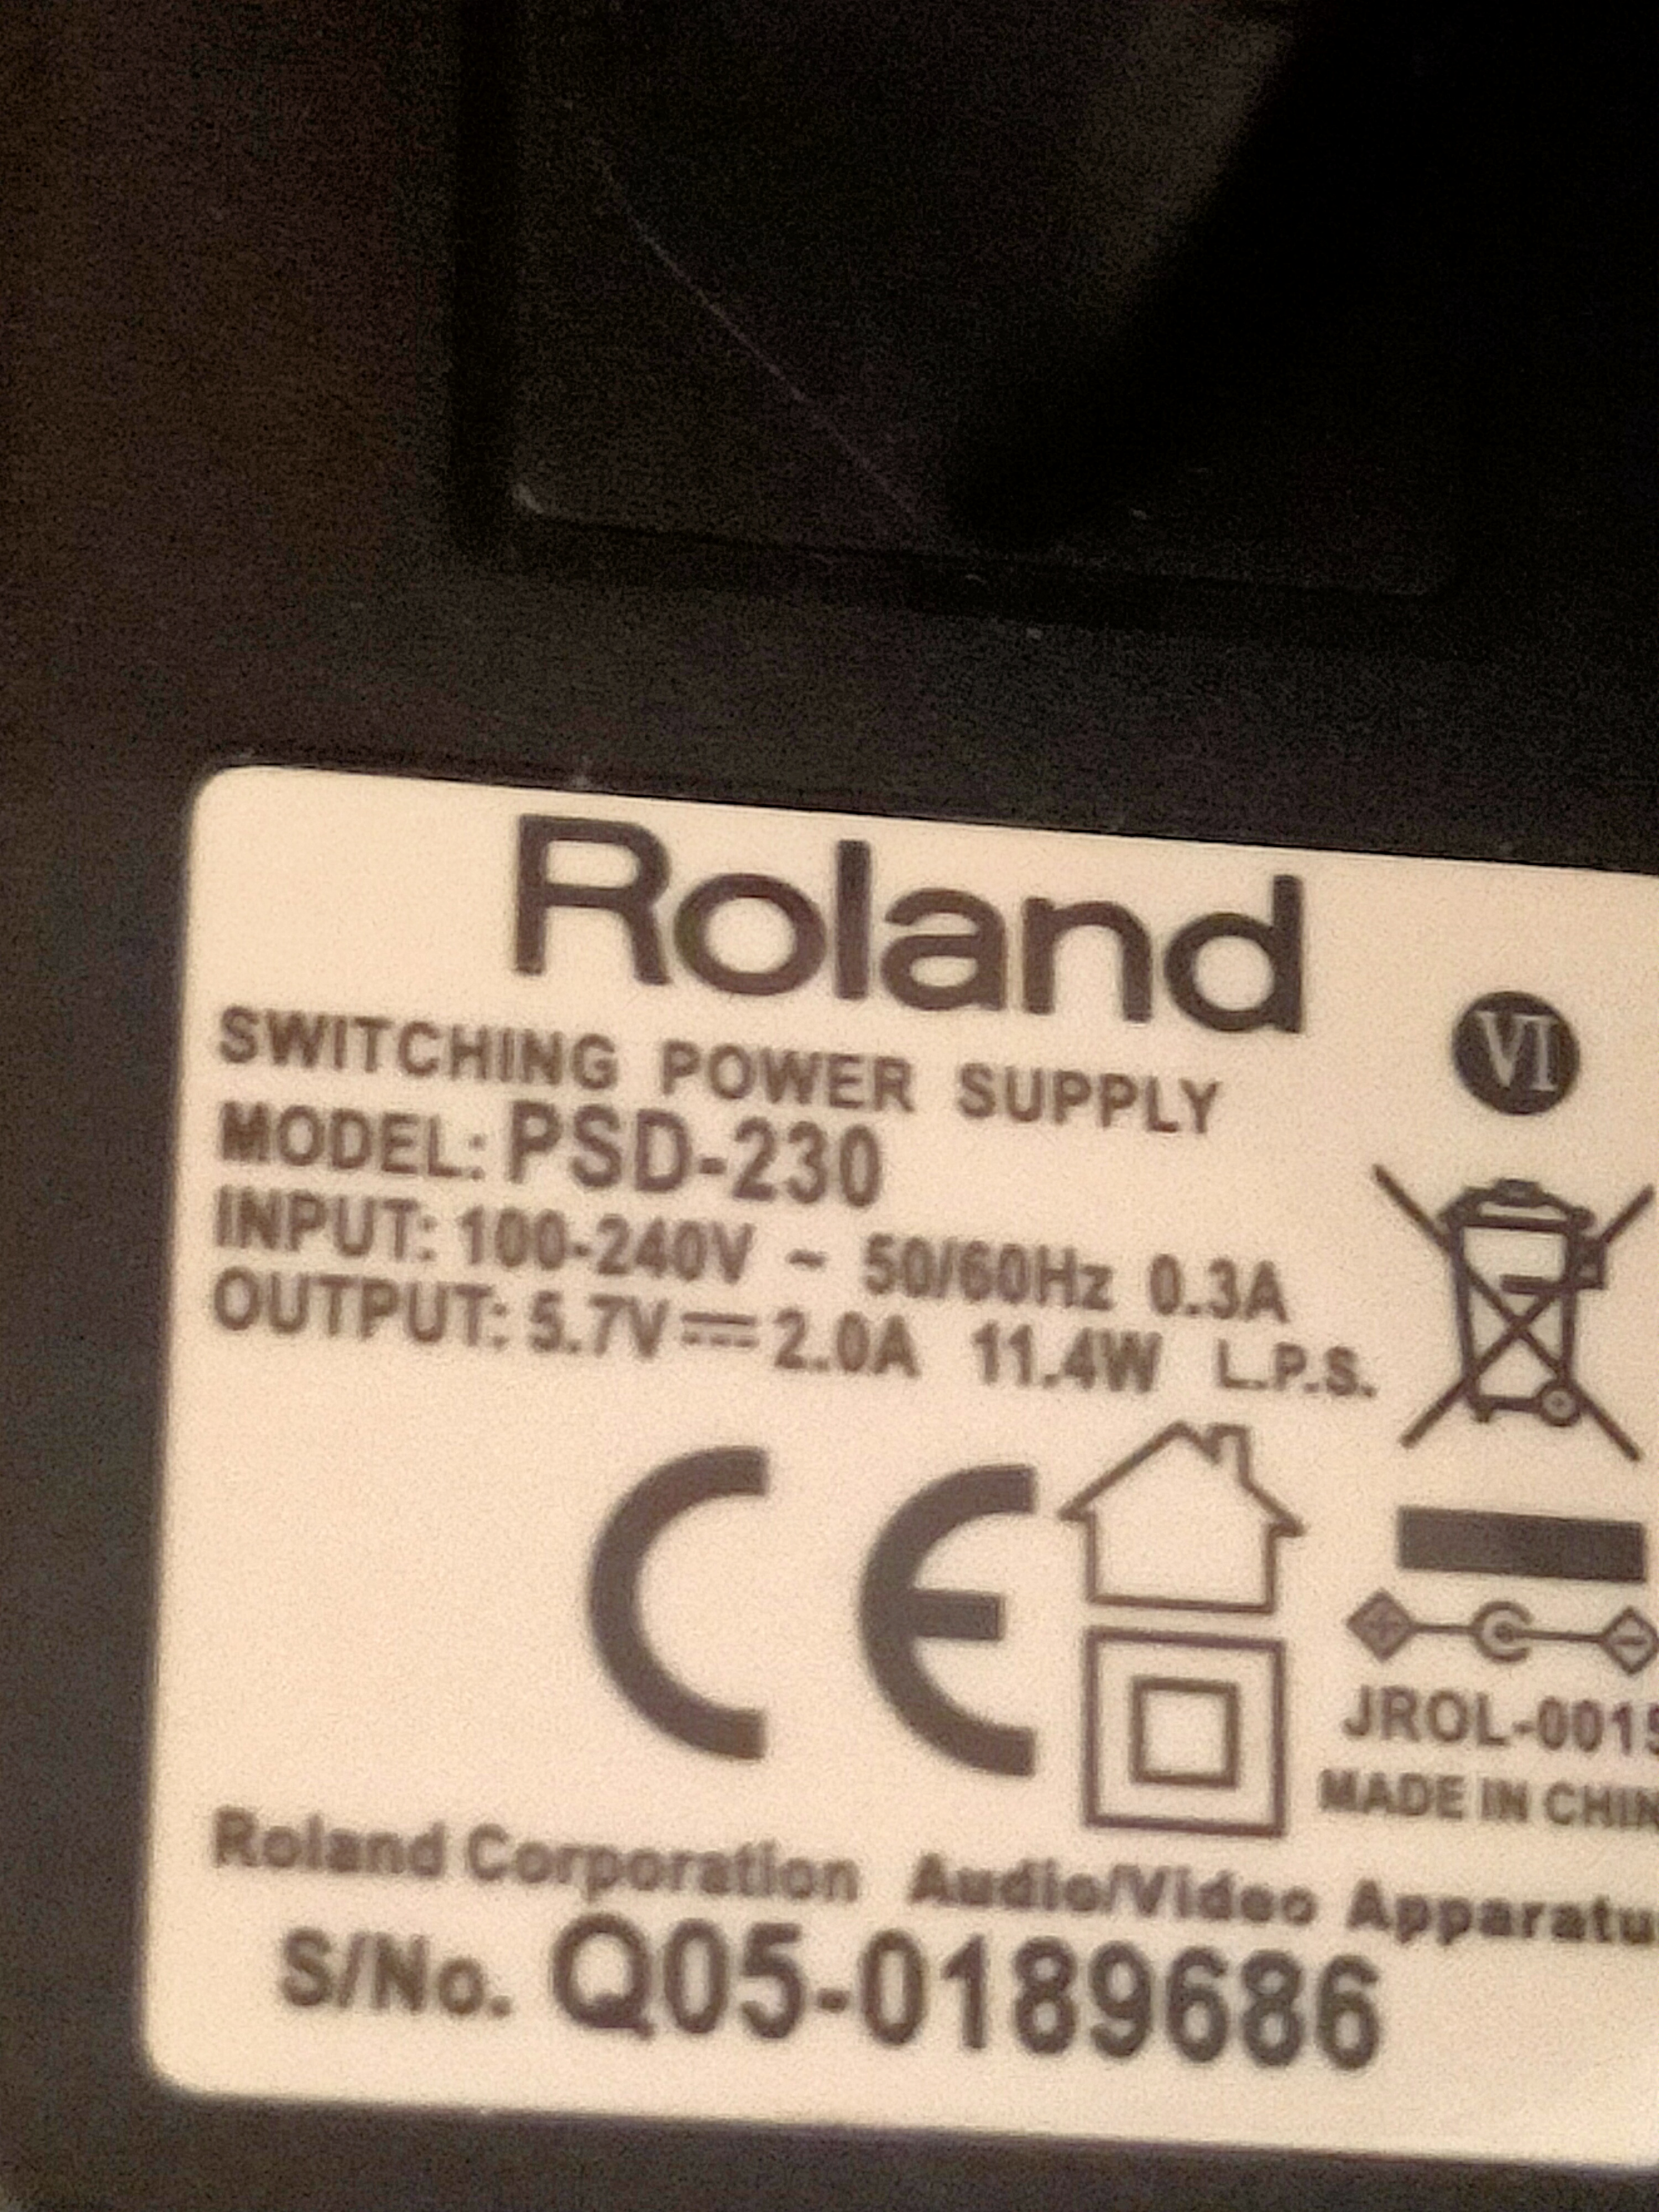 Roland
VI
SWITCHING POWER SUPPLY
MODEL: PSD-230
INPUT: 100-240V ~ 50/60Hz 0.3A
OUTPUT: 5.7V⎓2.0A 11.4W L.P.S.
CE
JROL-0015
MADE IN CHIN
Roland Corporation Audio/Video Apparatu
S/No. Q05-0189686